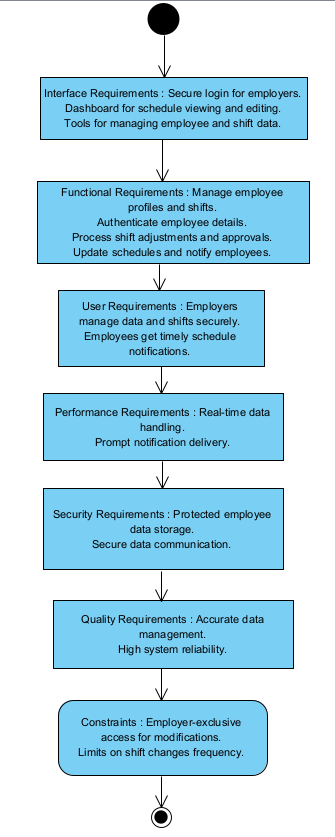 Interface Requirements : Secure login for employers.
Dashboard for schedule viewing and editing.
Tools for managing employee and shift data.
Functional Requirements : Manage employee
profiles and shifts.
Authenticate employee details.
Process shift adjustments and approvals.
Update schedules and notify employees.
User Requirements : Employers
manage data and shifts securely.
Employees get timely schedule
notifications.
Performance Requirements : Real-time data
handling.
Prompt notification delivery.
Security Requirements : Protected employee
data storage.
Secure data communication.
Quality Requirements : Accurate data
management.
High system reliability.
Constraints : Employer-exclusive
access for modifications.
Limits on shift changes frequency.